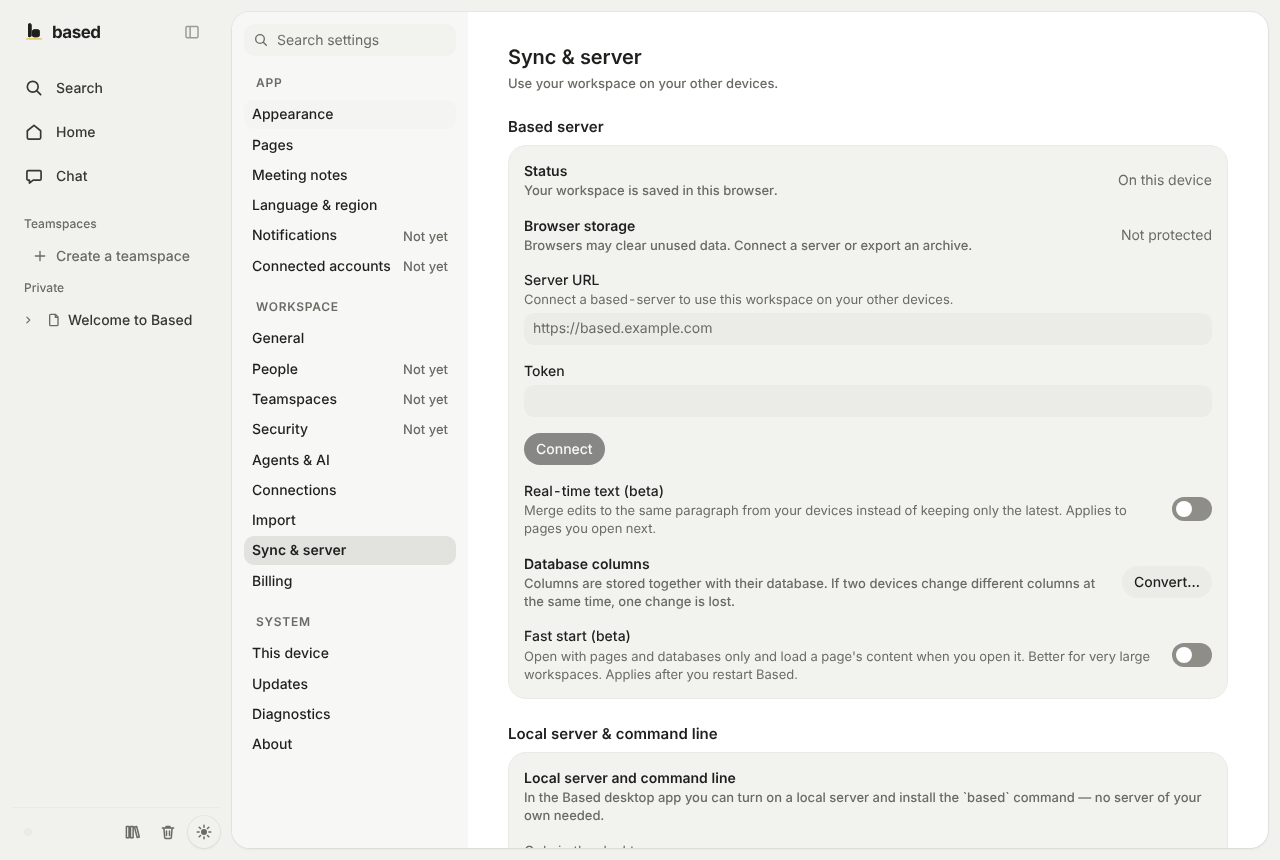 based
Search
Home
Chat
Teamspaces
Create a teamspace
Private
Welcome to Based
Search settings
APP
Appearance
Pages
Meeting notes
Language & region
Notifications Not yet
Connected accounts Not yet
WORKSPACE
General
People Not yet
Teamspaces Not yet
Security Not yet
Agents & AI
Connections
Import
Sync & server
Billing
SYSTEM
This device
Updates
Diagnostics
About
Sync & server
Use your workspace on your other devices.
Based server
Status
Your workspace is saved in this browser.
On this device
Browser storage
Browsers may clear unused data. Connect a server or export an archive.
Not protected
Server URL
Connect a based-server to use this workspace on your other devices.
https://based.example.com
Token
Connect
Real-time text (beta)
Merge edits to the same paragraph from your devices instead of keeping only the latest. Applies to
pages you open next.
Database columns
Columns are stored together with their database. If two devices change different columns at
the same time, one change is lost.
Convert...
Fast start (beta)
Open with pages and databases only and load a page's content when you open it. Better for very large
workspaces. Applies after you restart Based.
Local server & command line
Local server and command line
In the Based desktop app you can turn on a local server and install the `based` command — no server of your
own needed.